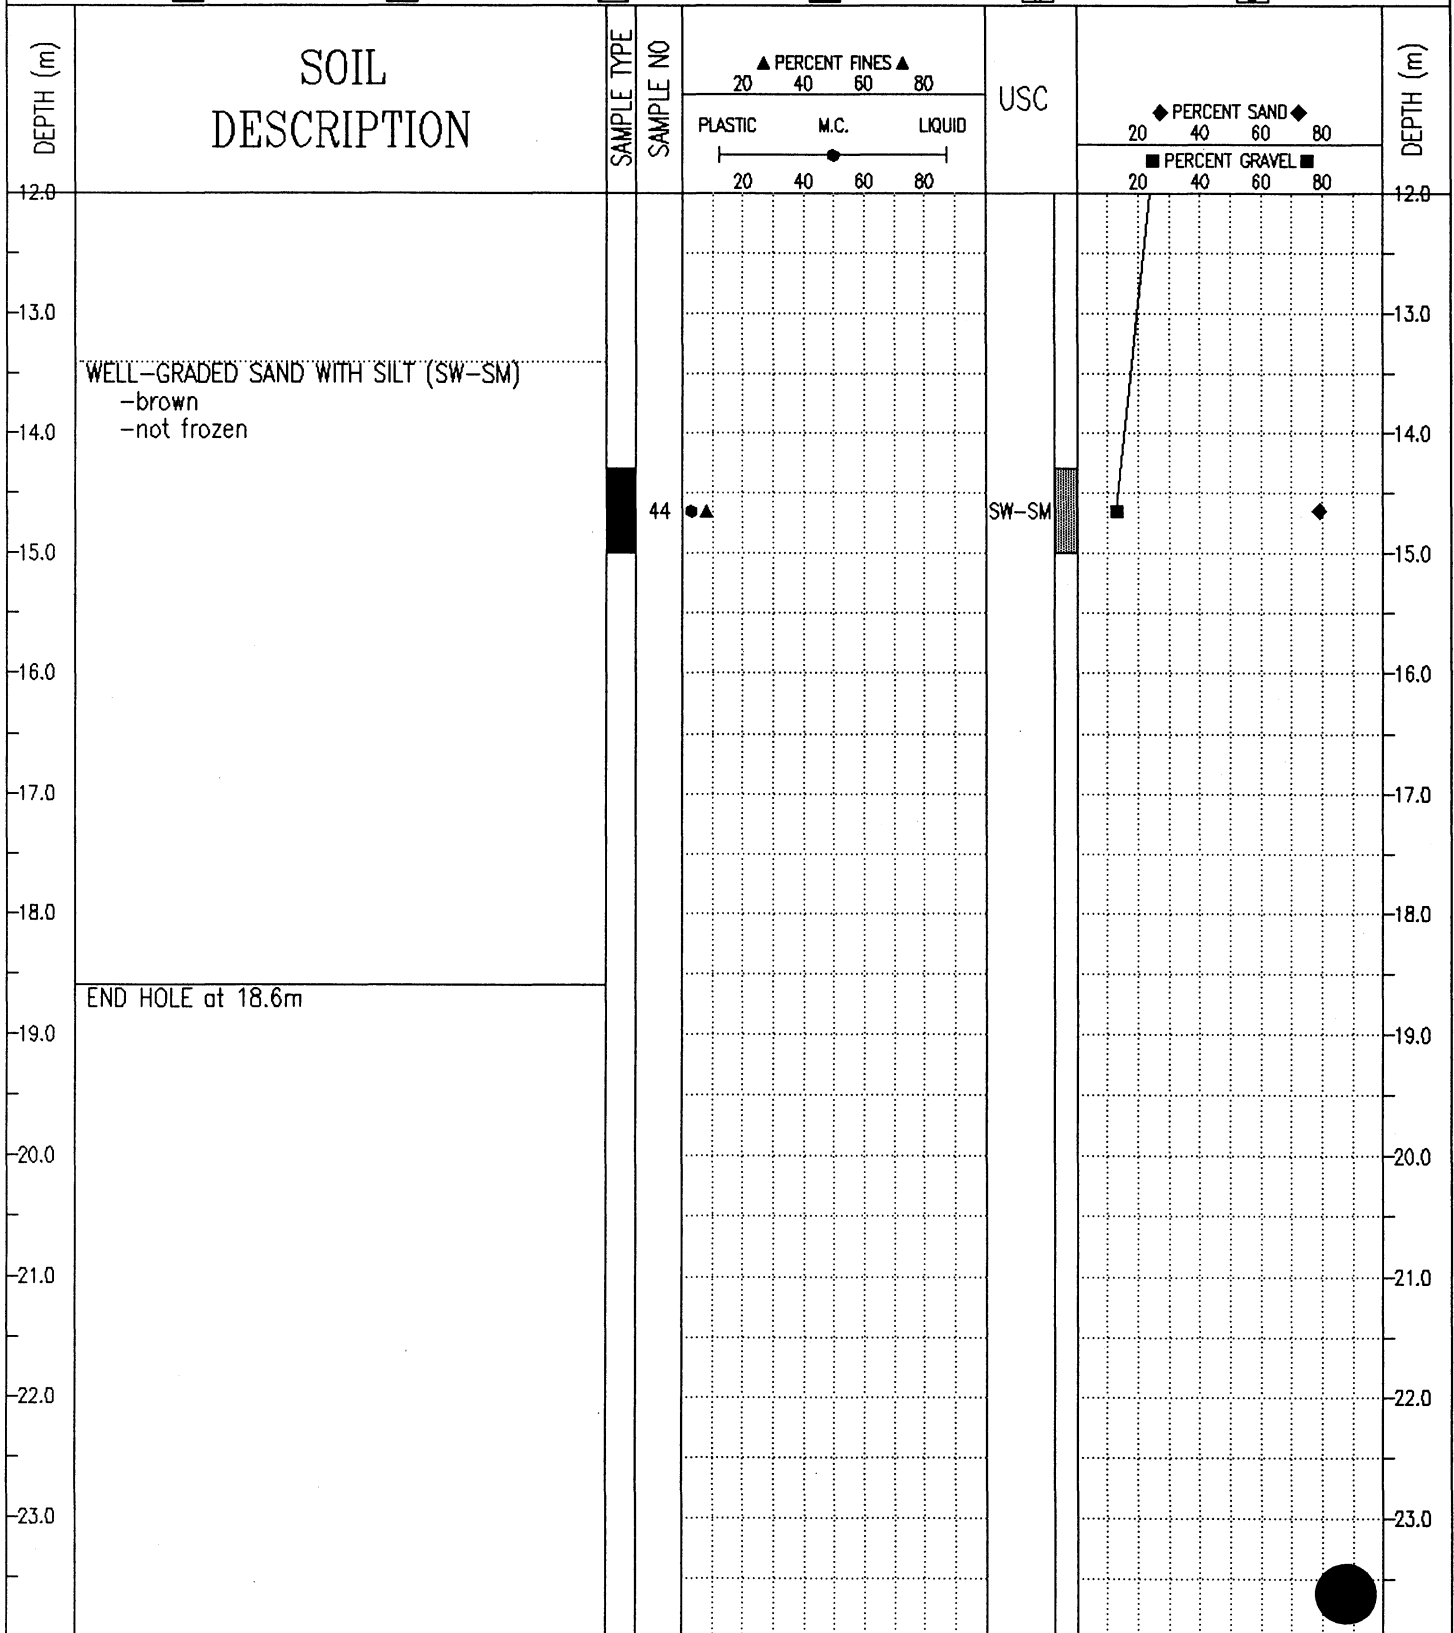 DEPTH (m)
SOIL
DESCRIPTION
SAMPLE TYPE
SAMPLE NO
▲ PERCENT FINES ▲
20 40 60 80
PLASTIC M.C. LIQUID
20 40 60 80
USC
◆ PERCENT SAND ◆
20 40 60 80
■ PERCENT GRAVEL ■
20 40 60 80
DEPTH (m)
12.0 12.0
13.0 13.0
WELL-GRADED SAND WITH SILT (SW-SM)
-brown
-not frozen
14.0 14.0
44 SW-SM
15.0 15.0
16.0 16.0
17.0 17.0
18.0 18.0
END HOLE at 18.6m
19.0 19.0
20.0 20.0
21.0 21.0
22.0 22.0
23.0 23.0